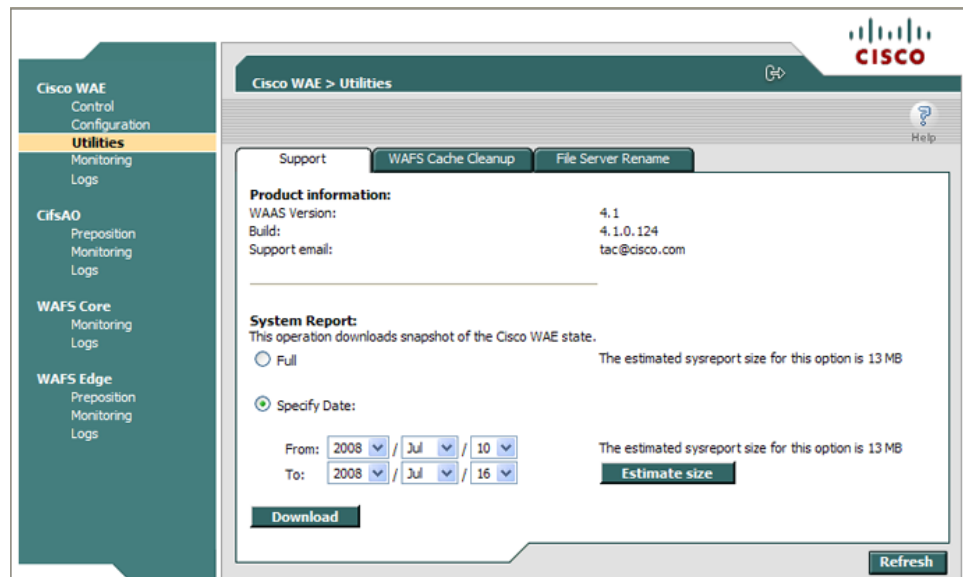 CISCO
Cisco WAE
Control
Configuration
Utilities
Monitoring
Logs
CifsAO
Preposition
Monitoring
Logs
WAFS Core
Monitoring
Logs
WAFS Edge
Preposition
Monitoring
Logs
Cisco WAE > Utilities
Help
Support WAFS Cache Cleanup File Server Rename
Product information:
WAAS Version: 4.1
Build: 4.1.0.124
Support email: tac@cisco.com
System Report:
This operation downloads snapshot of the Cisco WAE state.
Full The estimated sysreport size for this option is 13 MB
Specify Date:
From: 2008 / Jul / 10 The estimated sysreport size for this option is 13 MB
To: 2008 / Jul / 16 Estimate size
Download
Refresh